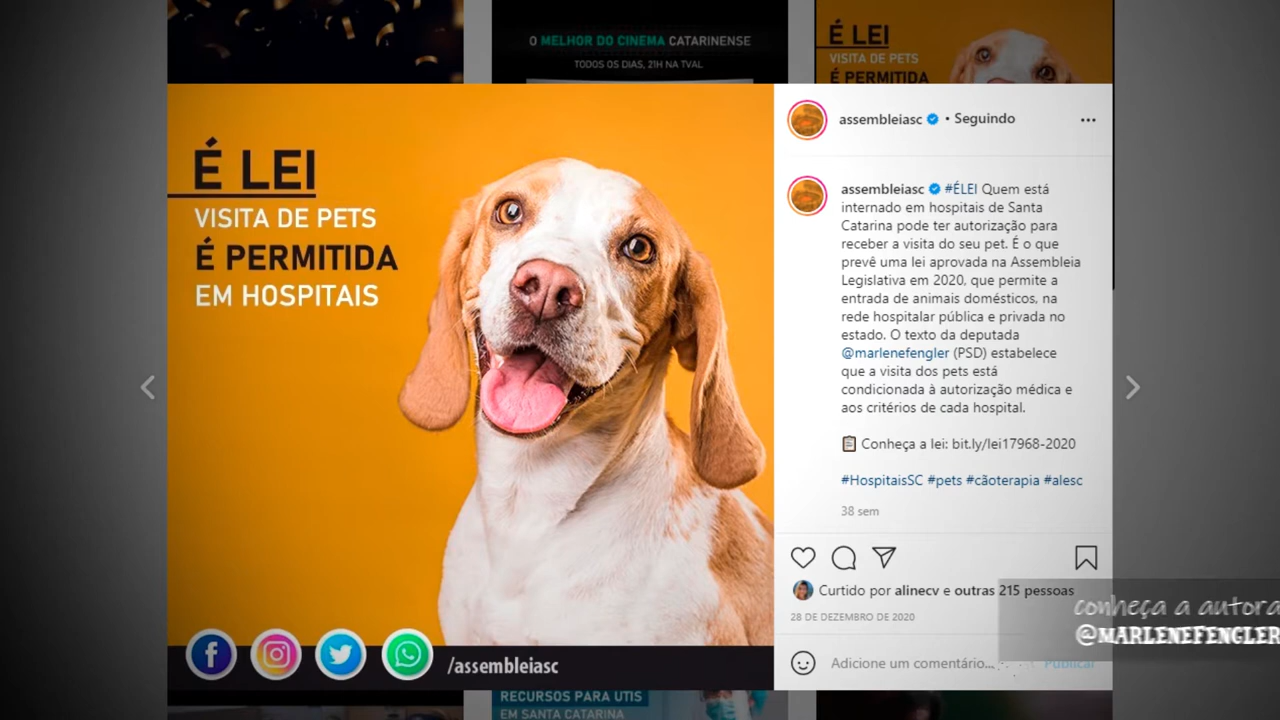 O MELHOR DO CINEMA CATARINENSE
TODOS OS DIAS, 21H NA TVAL
É LEI
VISITA DE PETS
É PERMITIDA
É LEI
VISITA DE PETS
É PERMITIDA
EM HOSPITAIS
/assembleiasc
assembleiasc • Seguindo
assembleiasc #ÉLEI Quem está
internado em hospitais de Santa
Catarina pode ter autorização para
receber a visita do seu pet. É o que
prevê uma lei aprovada na Assembleia
Legislativa em 2020, que permite a
entrada de animais domésticos, na
rede hospitalar pública e privada no
estado. O texto da deputada
@marlenefengler (PSD) estabelece
que a visita dos pets está
condicionada à autorização médica e
aos critérios de cada hospital.
Conheça a lei: bit.ly/lei17968-2020
#HospitaisSC #pets #cãoterapia #alesc
38 sem
Curtido por alinecv e outras 215 pessoas
28 DE DEZEMBRO DE 2020
Adicione um comentário...
Publicar
conheça a autora
@MARLENEFENGLER
RECURSOS PARA UTIS
EM SANTA CATARINA